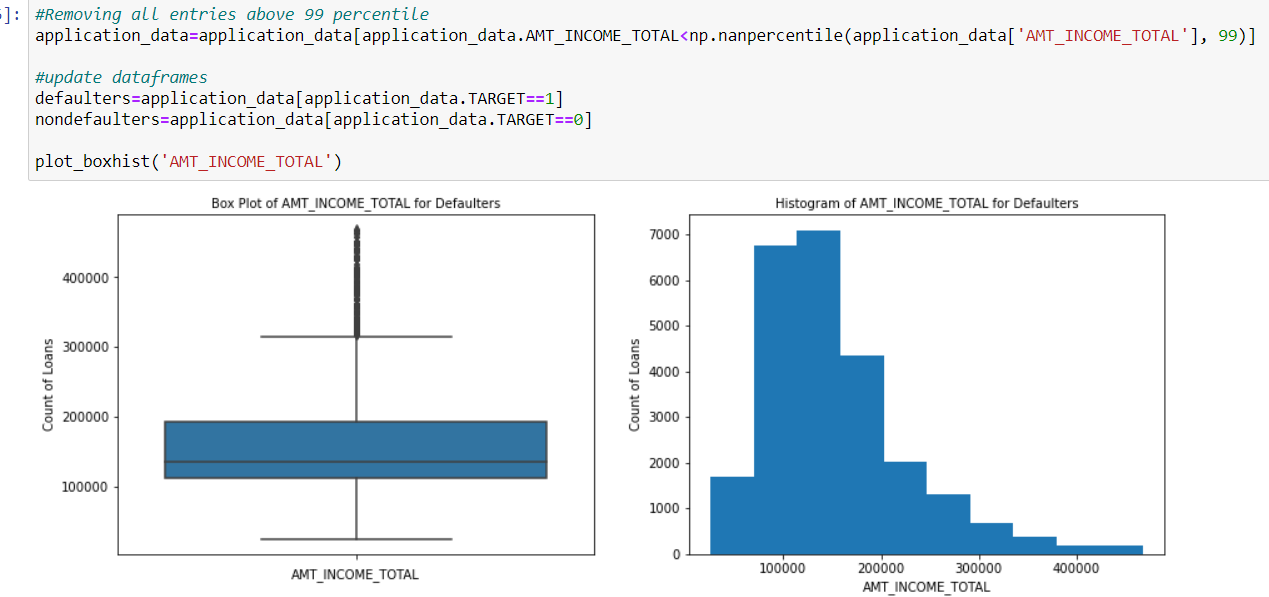 ]: #Removing all entries above 99 percentile
application_data=application_data[application_data.AMT_INCOME_TOTAL<np.nanpercentile(application_data['AMT_INCOME_TOTAL'], 99)]
#update dataframes
defaulters=application_data[application_data.TARGET==1]
nondefaulters=application_data[application_data.TARGET==0]
plot_boxhist('AMT_INCOME_TOTAL')
Box Plot of AMT_INCOME_TOTAL for Defaulters
Count of Loans
400000
300000
200000
100000
AMT_INCOME_TOTAL
Histogram of AMT_INCOME_TOTAL for Defaulters
Count of Loans
7000
6000
5000
4000
3000
2000
1000
0
100000 200000 300000 400000
AMT_INCOME_TOTAL